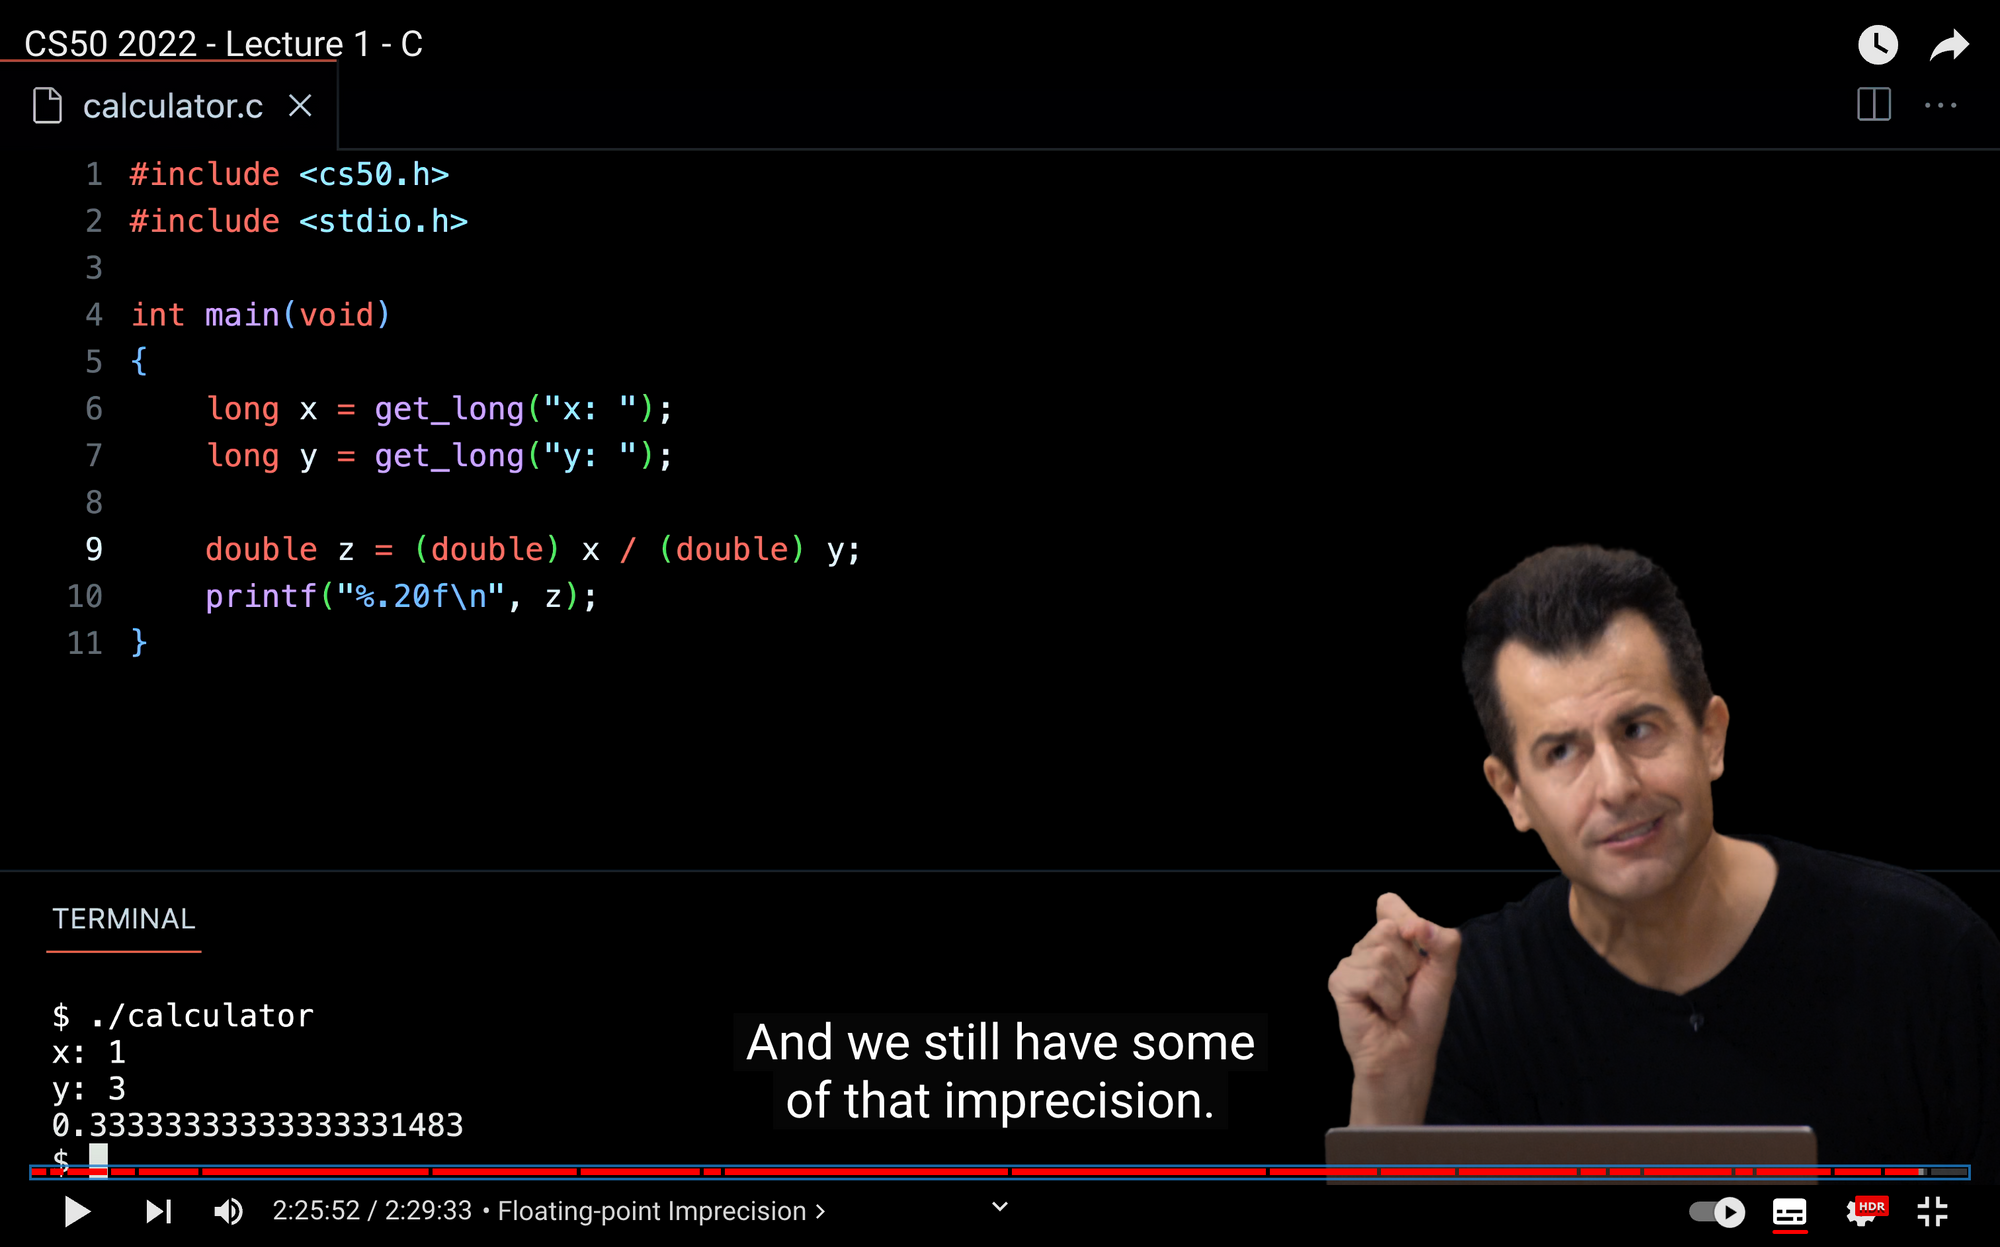 CS50 2022 - Lecture 1 - C
calculator.c
1 #include <cs50.h>
2 #include <stdio.h>
3
4 int main(void)
5 {
6     long x = get_long("x: ");
7     long y = get_long("y: ");
8
9     double z = (double) x / (double) y;
10     printf("%.20f\n", z);
11 }
TERMINAL
$ ./calculator
x: 1
y: 3
0.33333333333333331483
$
And we still have some
of that imprecision.
2:25:52 / 2:29:33 • Floating-point Imprecision ›
HDR